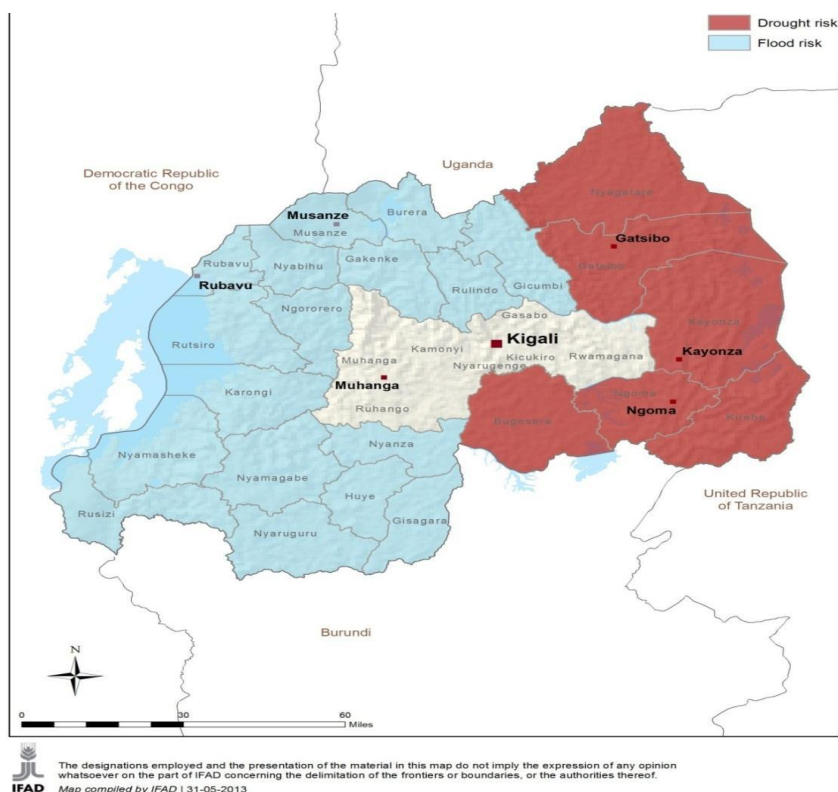 Drought risk
Flood risk
Uganda
Democratic Republic
of the Congo
Nyagatare
Musanze
Musanze
Burera
Gatsibo
Gatsibo
Rubavu
Rubavu
Nyabihu
Gakenke
Rulindo
Gicumbi
Ngororero
Gasabo
Kayonza
Kayonza
Rutsiro
Kigali
Kamonyi
Muhanga
Muhanga
Kicukiro
Nyarugenge
Rwamagana
Karongi
Ruhango
Ngoma
Ngoma
Bugesera
Kirehe
Nyanza
Nyamasheke
Nyamagabe
Huye
Gisagara
Rusizi
Nyaruguru
United Republic
of Tanzania
Burundi
N
0
30
60
Miles
The designations employed and the presentation of the material in this map do not imply the expression of any opinion
whatsoever on the part of IFAD concerning the delimitation of the frontiers or boundaries, or the authorities thereof.
IFAD
Map compiled by IFAD | 31-05-2013